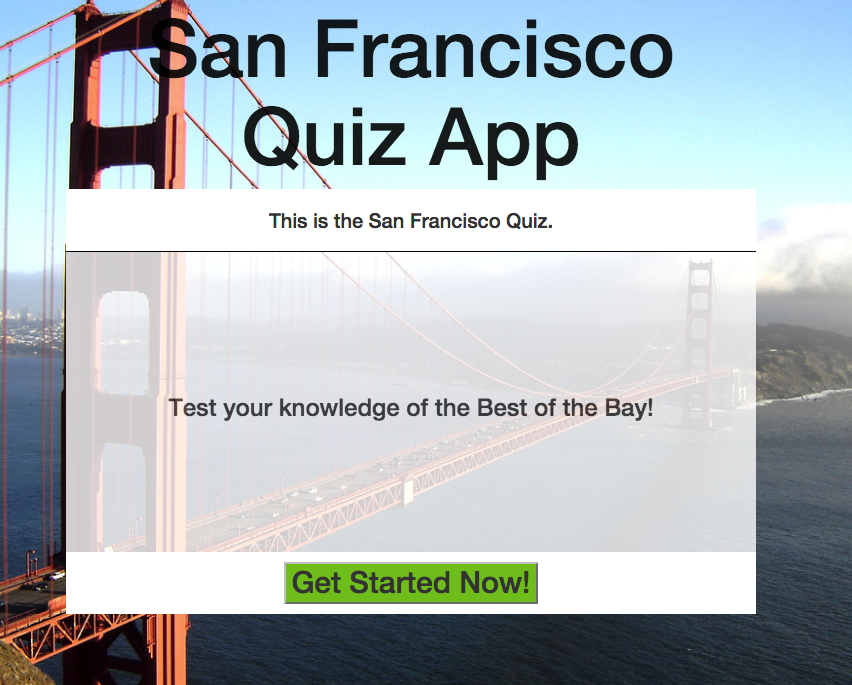 San Francisco
Quiz App
This is the San Francisco Quiz.
Test your knowledge of the Best of the Bay!
Get Started Now!